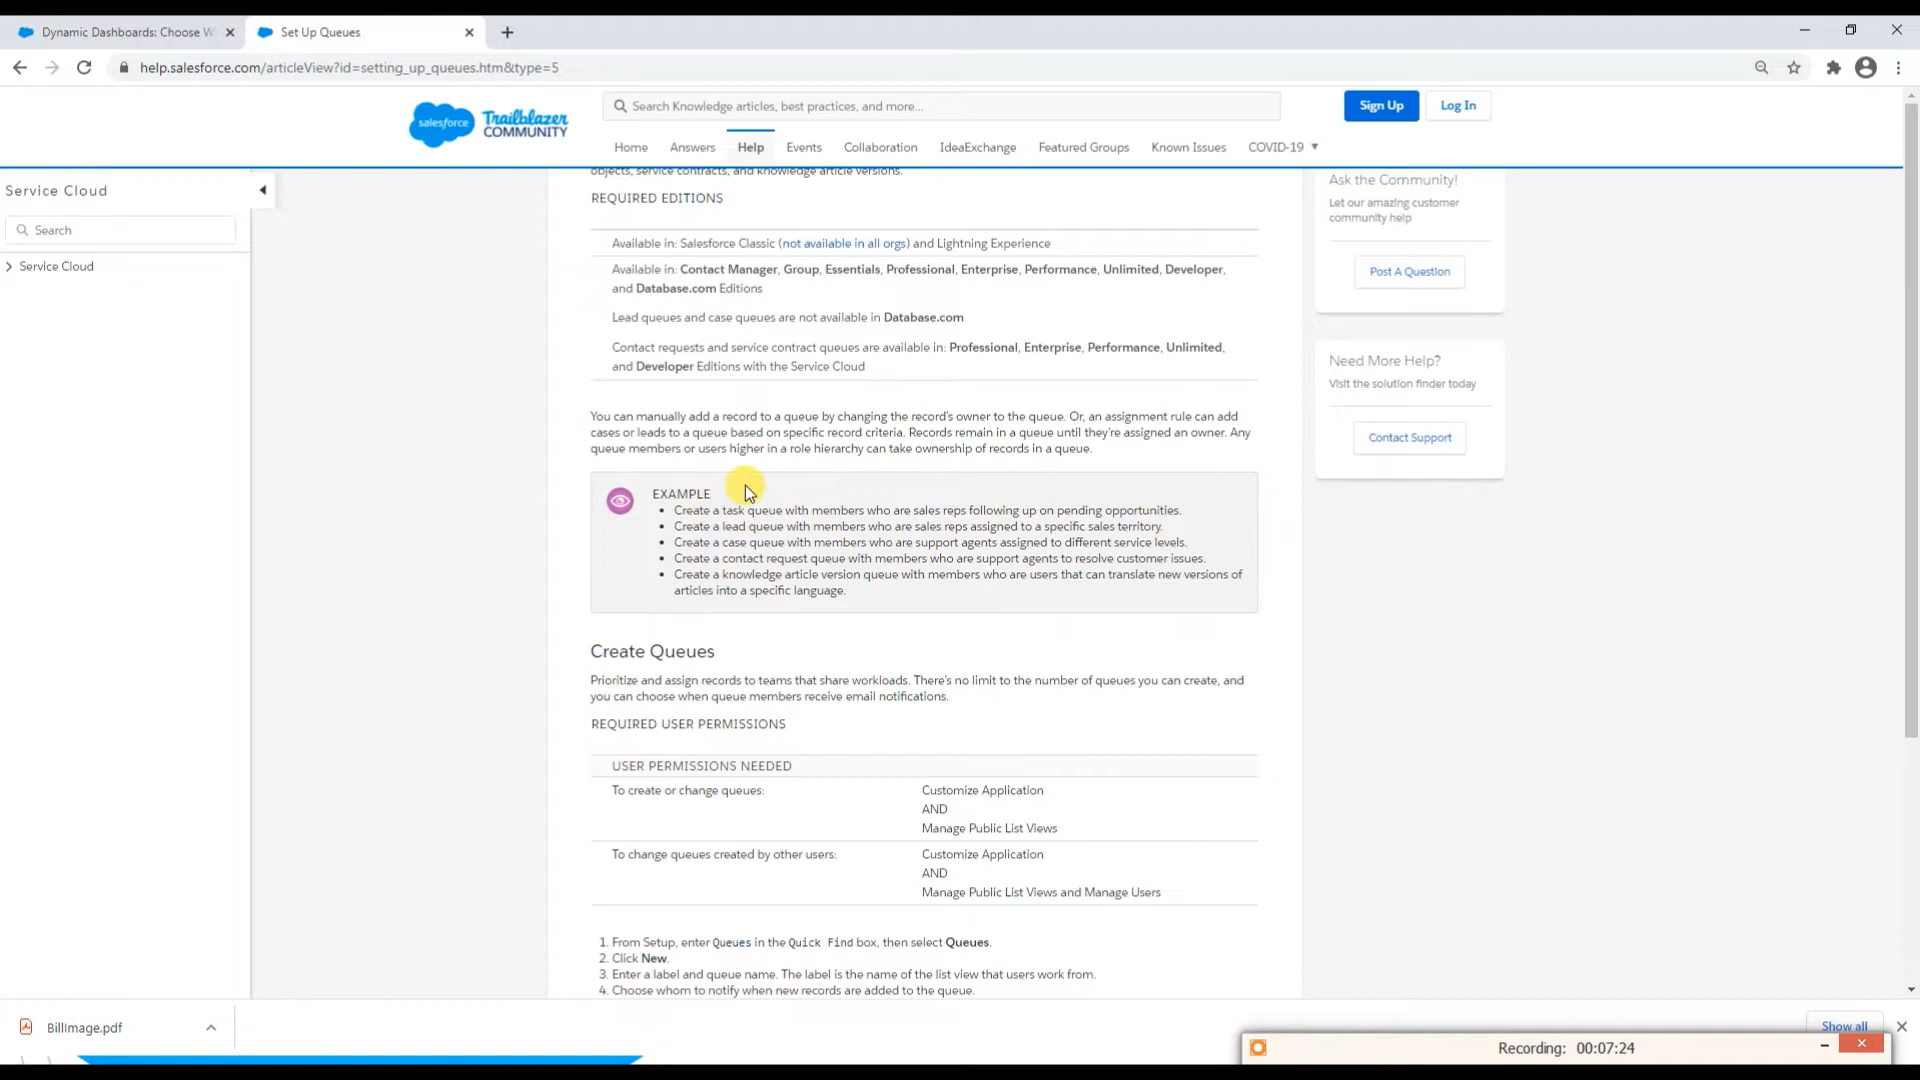 Dynamic Dashboards: Choose W
Set Up Queues
help.salesforce.com/articleView?id=setting_up_queues.htm&type=5
salesforce
Trailblazer
COMMUNITY
Search Knowledge articles, best practices, and more...
Sign Up
Log In
Home
Answers
Help
Events
Collaboration
IdeaExchange
Featured Groups
Known Issues
COVID-19
Service Cloud
Search
Service Cloud
objects, service contracts, and knowledge article versions.
REQUIRED EDITIONS
Available in: Salesforce Classic (not available in all orgs) and Lightning Experience
Available in: Contact Manager, Group, Essentials, Professional, Enterprise, Performance, Unlimited, Developer,
and Database.com Editions
Lead queues and case queues are not available in Database.com
Contact requests and service contract queues are available in: Professional, Enterprise, Performance, Unlimited,
and Developer Editions with the Service Cloud
You can manually add a record to a queue by changing the record's owner to the queue. Or, an assignment rule can add
cases or leads to a queue based on specific record criteria. Records remain in a queue until they're assigned an owner. Any
queue members or users higher in a role hierarchy can take ownership of records in a queue.
EXAMPLE
• Create a task queue with members who are sales reps following up on pending opportunities.
• Create a lead queue with members who are sales reps assigned to a specific sales territory.
• Create a case queue with members who are support agents assigned to different service levels.
• Create a contact request queue with members who are support agents to resolve customer issues.
• Create a knowledge article version queue with members who are users that can translate new versions of
articles into a specific language.
Create Queues
Prioritize and assign records to teams that share workloads. There's no limit to the number of queues you can create, and
you can choose when queue members receive email notifications.
REQUIRED USER PERMISSIONS
USER PERMISSIONS NEEDED
To create or change queues:
Customize Application
AND
Manage Public List Views
To change queues created by other users:
Customize Application
AND
Manage Public List Views and Manage Users
1. From Setup, enter Queues in the Quick Find box, then select Queues.
2. Click New.
3. Enter a label and queue name. The label is the name of the list view that users work from.
4. Choose whom to notify when new records are added to the queue.
Ask the Community!
Let our amazing customer
community help
Post A Question
Need More Help?
Visit the solution finder today
Contact Support
BillImage.pdf
Show all
Recording: 00:07:24